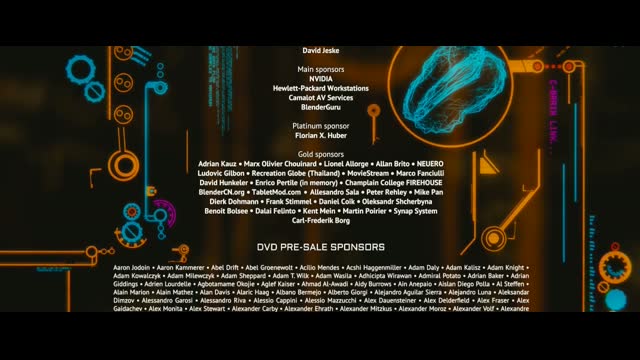 David Jeske
Main sponsors
NVIDIA
Hewlett-Packard Workstations
Camalot AV Services
BlenderGuru
Platinum sponsor
Florian X. Huber
Gold sponsors
Adrian Kauz • Marx Olivier Chouinard • Lionel Allorge • Allan Brito • NEUERO
Ludovic Gilbon • Recreation Globe (Thailand) • MovieStream • Marco Fanciulli
David Hunkeler • Enrico Pertile (in memory) • Champlain College FIREHOUSE
BlenderCN.org • TabletMod.com • Allesandro Sala • Peter Rehley • Mike Pan
Dierk Dohmann • Frank Stimmel • Daniel Coik • Oleksandr Shcherbyna
Benoit Bolsee • Dalai Felinto • Kent Mein • Martin Poirier • Synap System
Carl-Frederik Borg
DVD PRE-SALE SPONSORS
Aaron Jodoin • Aaron Kammerer • Abel Drift • Abel Groenewolt • Acilio Mendes • Acshi Haggenmiller • Adam Daly • Adam Kalisz • Adam Knight •
Adam Kowalczyk • Adam Milewczyk • Adam Sheppard • Adam T. Wilk • Adam Wasila • Adhicipta Wirawan • Admiral Potato • Adrian Baker • Adrian
Giddings • Adrien Lourdelle • Agbotamame Okojie • Aglef Kaiser • Ahmad Al-Awadi • Aidy Burrows • Ain Anepaio • Aislan Diego Polla • Al Steffen •
Alain Marion • Alain Mathez • Alan Davis • Alaric Haag • Albano Bermejo • Alberto Giorgi • Alejandro Aguilar Sierra • Alejandro Luna • Aleksandar
Dimzov • Alessandro Garosi • Alessandro Riva • Alessio Cappini • Alessio Mazzucchi • Alex Dauensteiner • Alex Delderfield • Alex Fraser • Alex
Gaidachev • Alex Monita • Alex Stewart • Alexander Carby • Alexander Ehrath • Alexander Mitzkus • Alexander Moroz • Alexander Volf • Alexandre
C-BRAIN LINK...